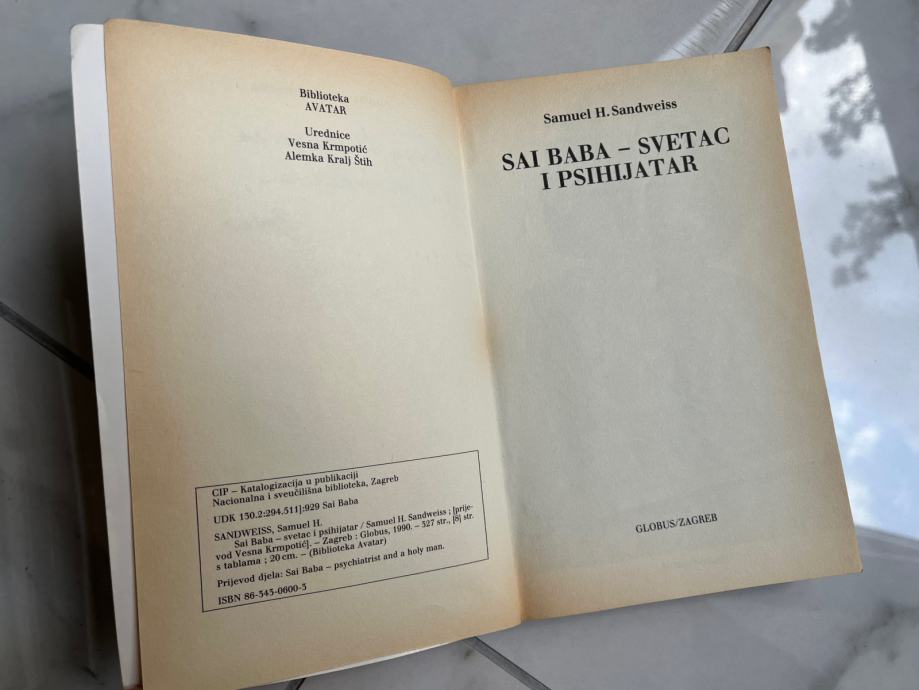 Biblioteka
AVATAR
Urednice
Vesna Krmpotić
Alemka Kralj Štih
CIP – Katalogizacija u publikaciji
Nacionalna i sveučilišna biblioteka, Zagreb
UDK 130.2:294.511]:929 Sai Baba
SANDWEISS, Samuel H.
Sai Baba – svetac i psihijatar / Samuel H. Sandweiss ; [prije-
vod Vesna Krmpotić]. – Zagreb : Globus, 1990. – 327 str., [8] str.
s tablama ; 20 cm. – (Biblioteka Avatar)
Prijevod djela: Sai Baba – psychiatrist and a holy man.
ISBN 86-343-0600-3
Samuel H. Sandweiss
SAI BABA – SVETAC
I PSIHIJATAR
GLOBUS/ZAGREB